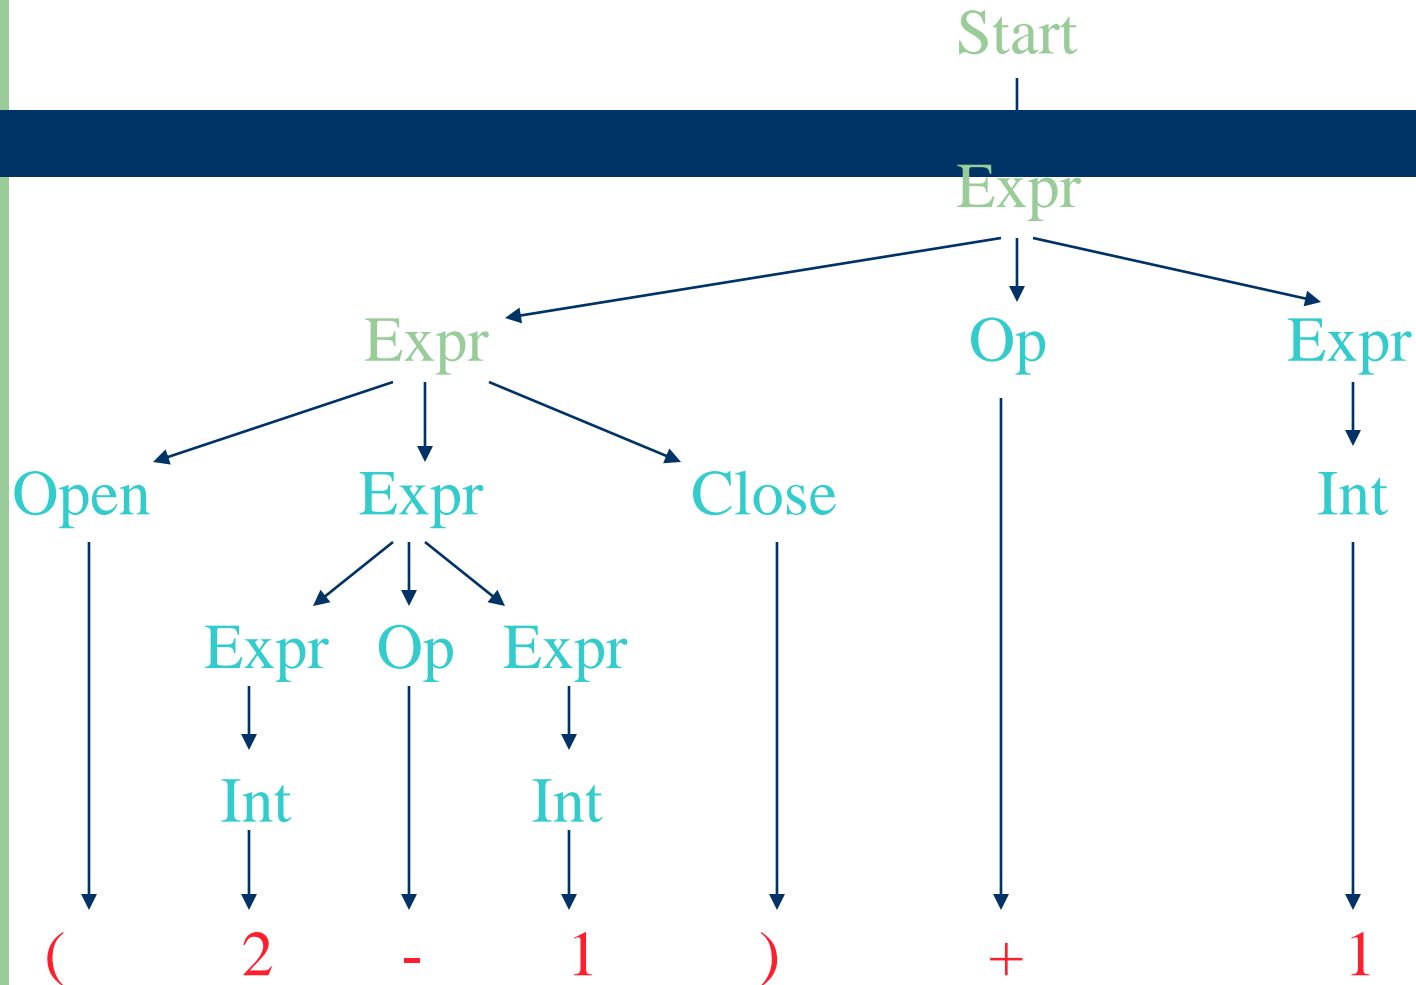 Start
Expr
Expr Op Expr
Open Expr Close Int
Expr Op Expr
Int Int
( 2 - 1 ) + 1